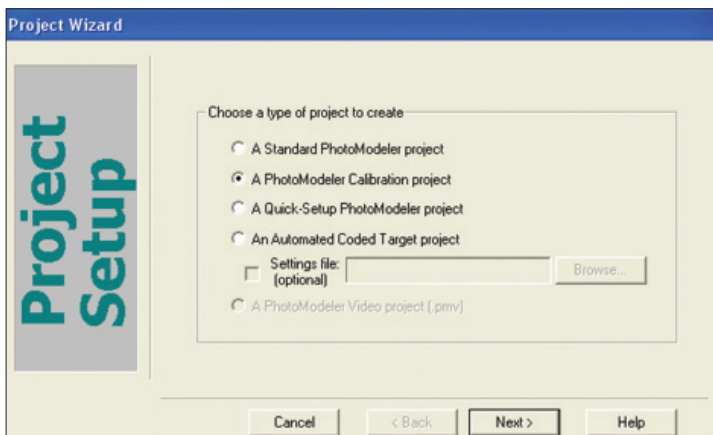 Project Wizard
Project
Setup
Choose a type of project to create
A Standard PhotoModeler project
A PhotoModeler Calibration project
A Quick-Setup PhotoModeler project
An Automated Coded Target project
Settings file:
(optional)
Browse...
A PhotoModeler Video project (.pmv)
Cancel
< Back
Next >
Help